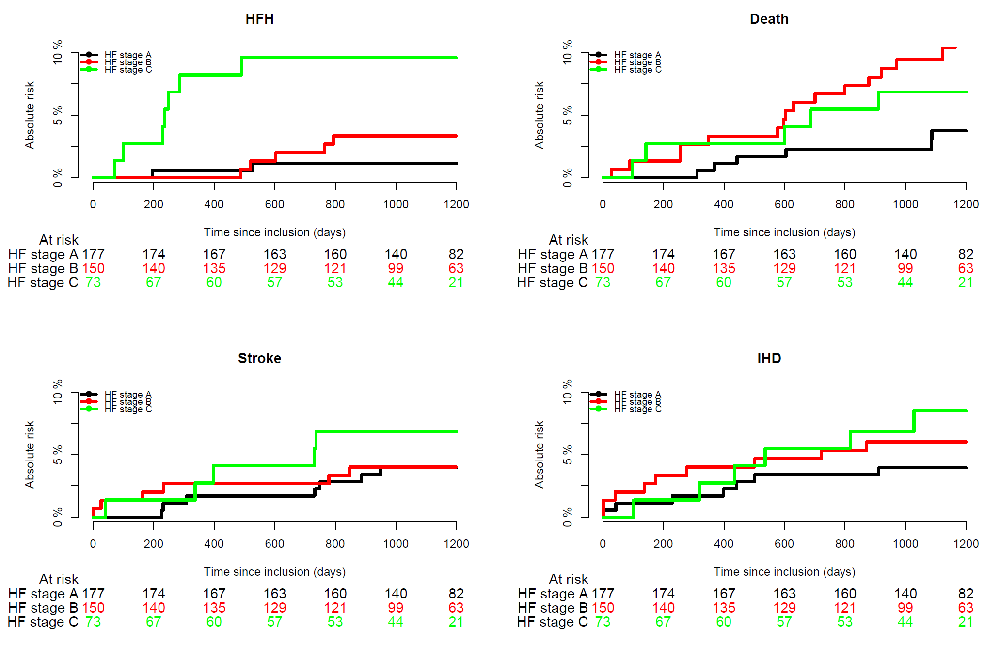 HFH
10 %
5 %
0 %
Absolute risk
HF stage A
HF stage B
HF stage C
0 200 400 600 800 1000 1200
Time since inclusion (days)
At risk
HF stage A 177 174 167 163 160 140 82
HF stage B 150 140 135 129 121 99 63
HF stage C 73 67 60 57 53 44 21
Death
10 %
5 %
0 %
Absolute risk
HF stage A
HF stage B
HF stage C
0 200 400 600 800 1000 1200
Time since inclusion (days)
At risk
HF stage A 177 174 167 163 160 140 82
HF stage B 150 140 135 129 121 99 63
HF stage C 73 67 60 57 53 44 21
Stroke
10 %
5 %
0 %
Absolute risk
HF stage A
HF stage B
HF stage C
0 200 400 600 800 1000 1200
Time since inclusion (days)
At risk
HF stage A 177 174 167 163 160 140 82
HF stage B 150 140 135 129 121 99 63
HF stage C 73 67 60 57 53 44 21
IHD
10 %
5 %
0 %
Absolute risk
HF stage A
HF stage B
HF stage C
0 200 400 600 800 1000 1200
Time since inclusion (days)
At risk
HF stage A 177 174 167 163 160 140 82
HF stage B 150 140 135 129 121 99 63
HF stage C 73 67 60 57 53 44 21